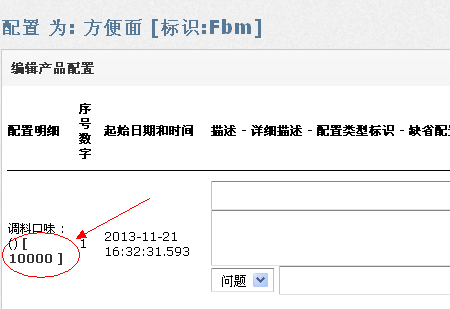 配置 为: 方便面 [标识:Fbm]
编辑产品配置
配置明细
序号数字
起始日期和时间
描述 - 详细描述 - 配置类型标识 - 缺省配
调料口味：
() [
10000 ]
1
2013-11-21
16:32:31.593
问题